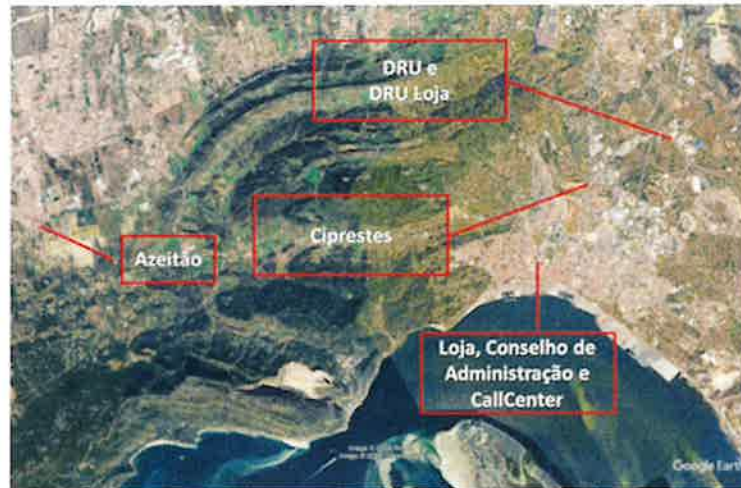 DRU e
DRU Loja
Ciprestes
Azeitão
Loja, Conselho de
Administração e
CallCenter
Google Earth